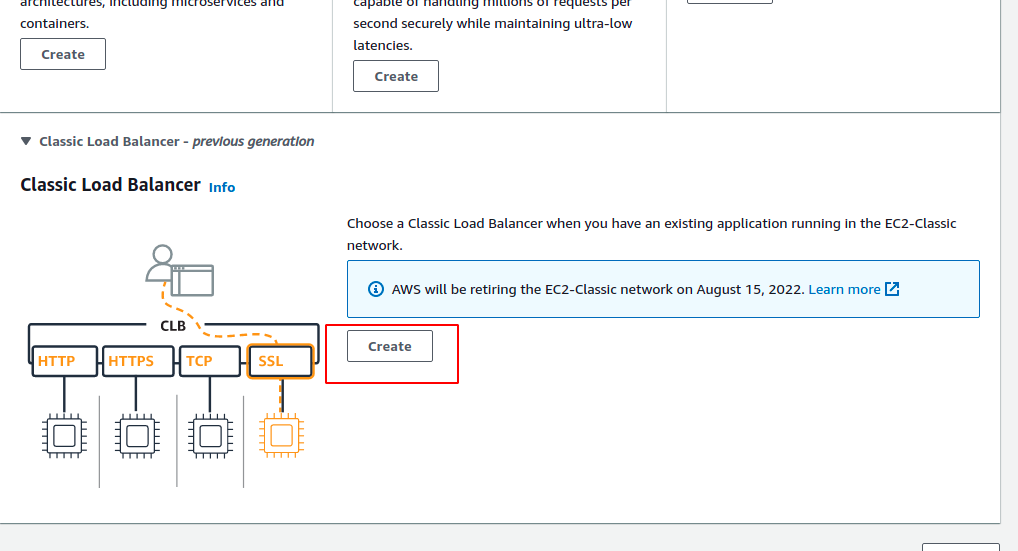 architectures, including microservices and
containers.
Create
capable of handling millions of requests per
second securely while maintaining ultra-low
latencies.
Create
Classic Load Balancer - previous generation
Classic Load Balancer Info
Choose a Classic Load Balancer when you have an existing application running in the EC2-Classic
network.
AWS will be retiring the EC2-Classic network on August 15, 2022. Learn more
Create
CLB
HTTP HTTPS TCP SSL